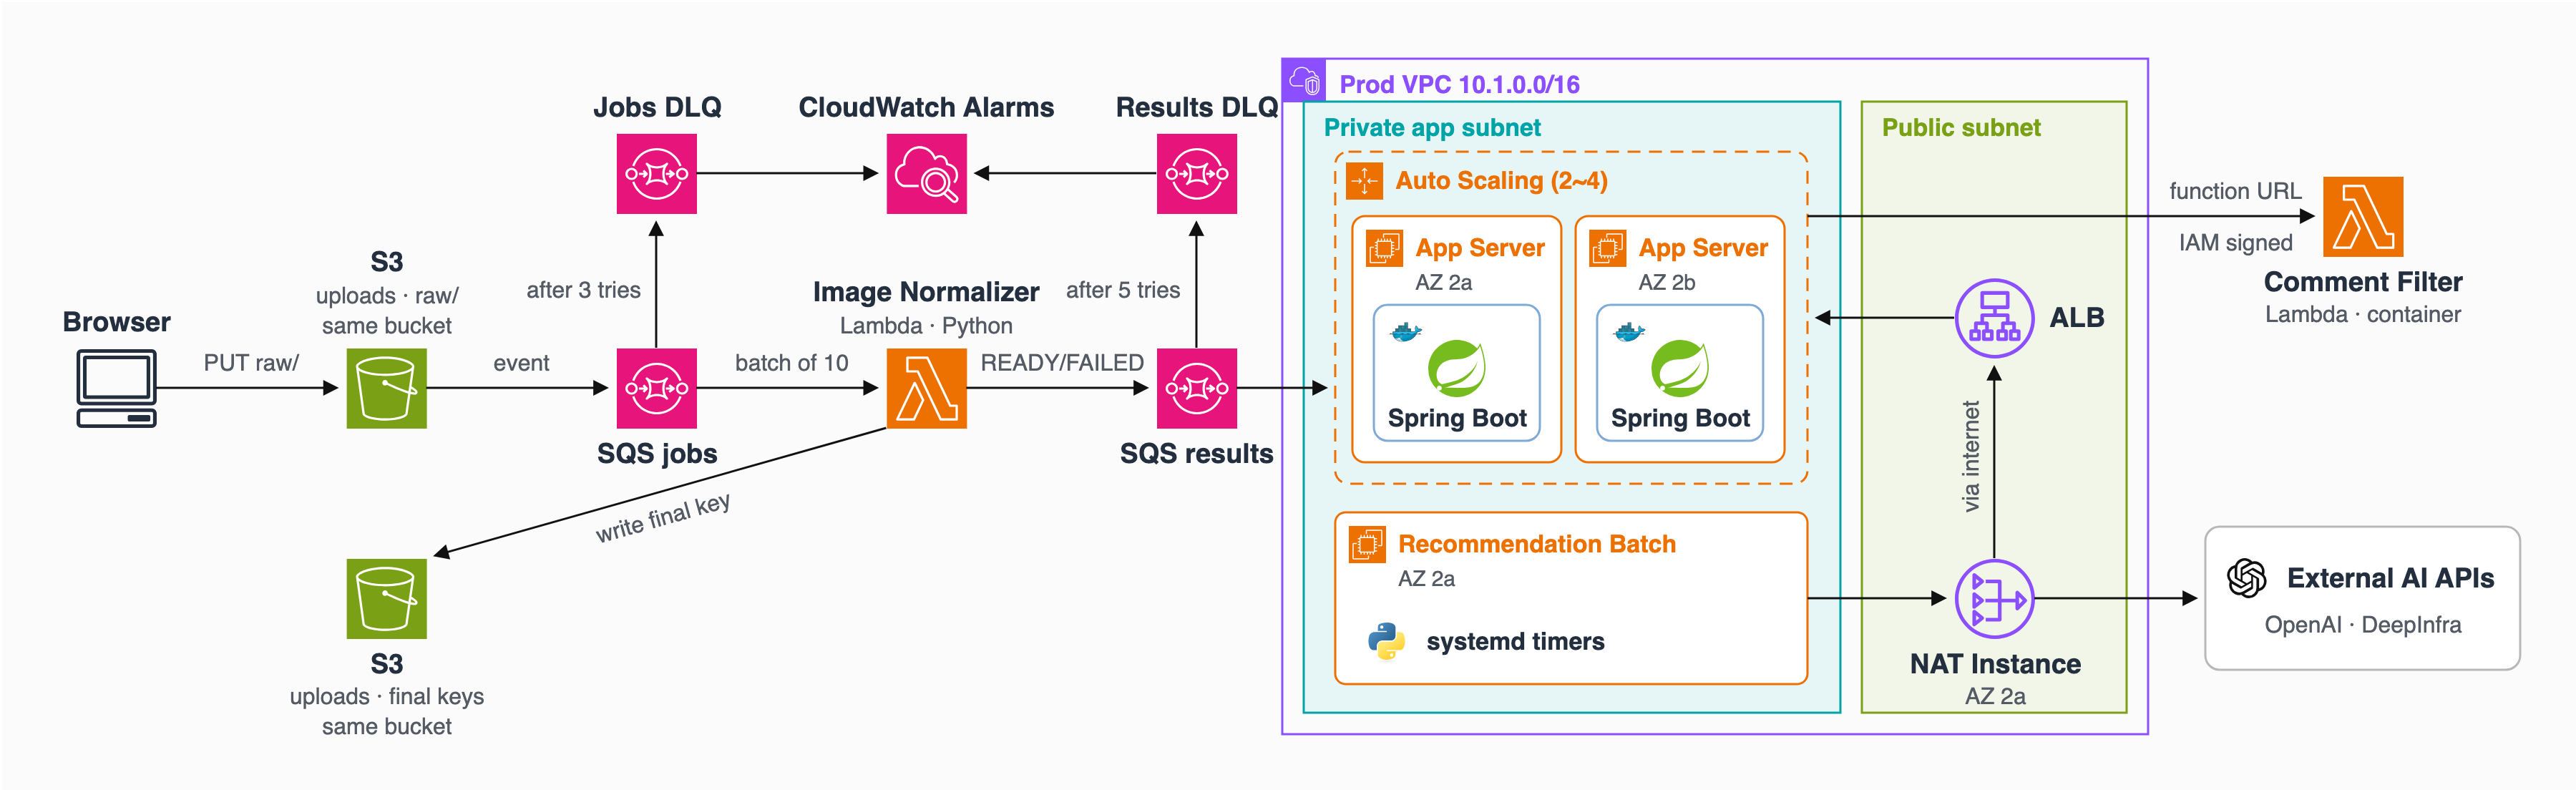 Prod VPC 10.1.0.0/16
Jobs DLQ
CloudWatch Alarms
Results DLQ
Private app subnet
Public subnet
Auto Scaling (2~4)
function URL
IAM signed
App Server
AZ 2a
App Server
AZ 2b
S3
uploads · raw/
same bucket
after 3 tries
Image Normalizer
Lambda · Python
after 5 tries
Comment Filter
Lambda · container
Browser
ALB
PUT raw/
event
batch of 10
READY/FAILED
Spring Boot
Spring Boot
SQS jobs
SQS results
via internet
write final key
Recommendation Batch
AZ 2a
systemd timers
External AI APIs
OpenAI · DeepInfra
S3
uploads · final keys
same bucket
NAT Instance
AZ 2a